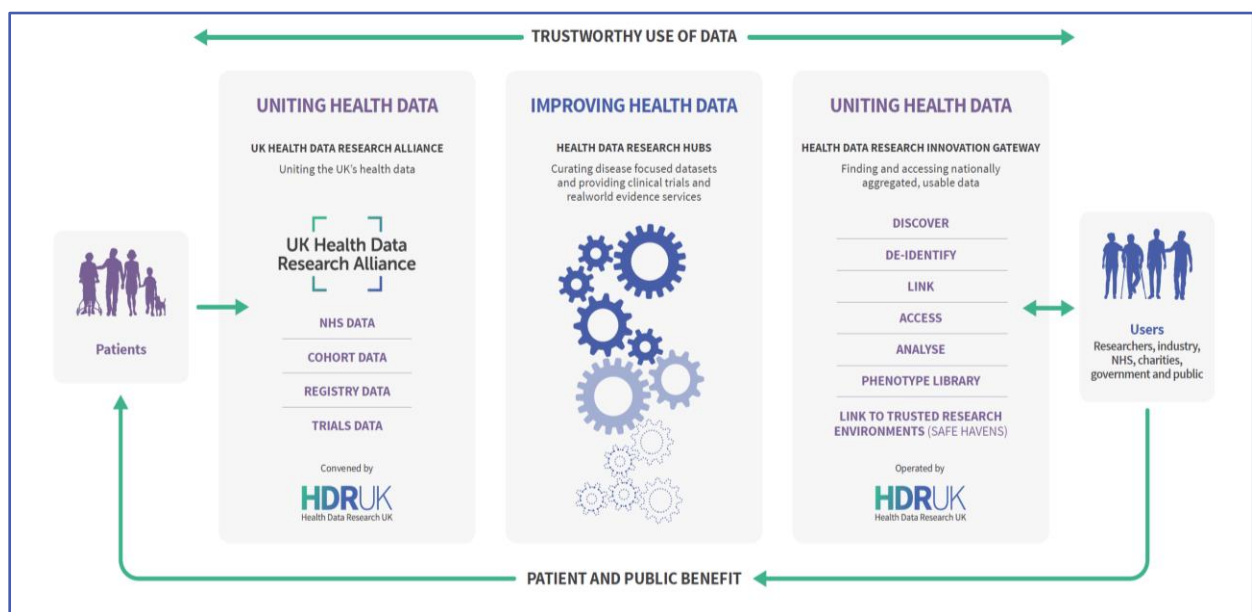 TRUSTWORTHY USE OF DATA
Patients
UNITING HEALTH DATA
UK HEALTH DATA RESEARCH ALLIANCE
Uniting the UK's health data
UK Health Data
Research Alliance
NHS DATA
COHORT DATA
REGISTRY DATA
TRIALS DATA
Convened by
HDRUK
Health Data Research UK
IMPROVING HEALTH DATA
HEALTH DATA RESEARCH HUBS
Curating disease focused datasets
and providing clinical trials and
realworld evidence services
UNITING HEALTH DATA
HEALTH DATA RESEARCH INNOVATION GATEWAY
Finding and accessing nationally
aggregated, usable data
DISCOVER
DE-IDENTIFY
LINK
ACCESS
ANALYSE
PHENOTYPE LIBRARY
LINK TO TRUSTED RESEARCH
ENVIRONMENTS (SAFE HAVENS)
Operated by
HDRUK
Health Data Research UK
Users
Researchers, industry,
NHS, charities,
government and public
PATIENT AND PUBLIC BENEFIT